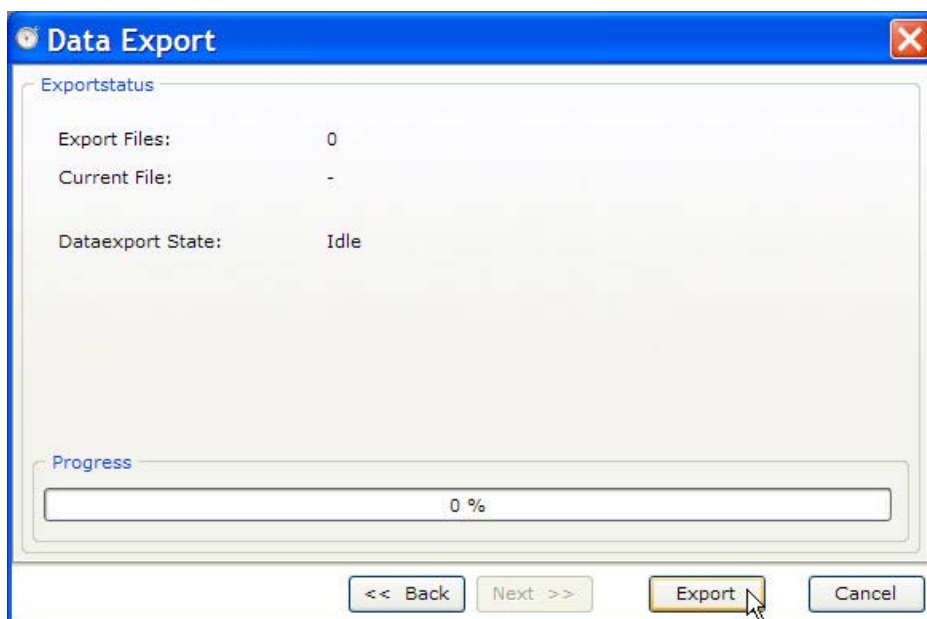 Data Export
Exportstatus
Export Files: 0
Current File: -
Dataexport State: Idle
Progress
0 %
<< Back Next >> Export Cancel